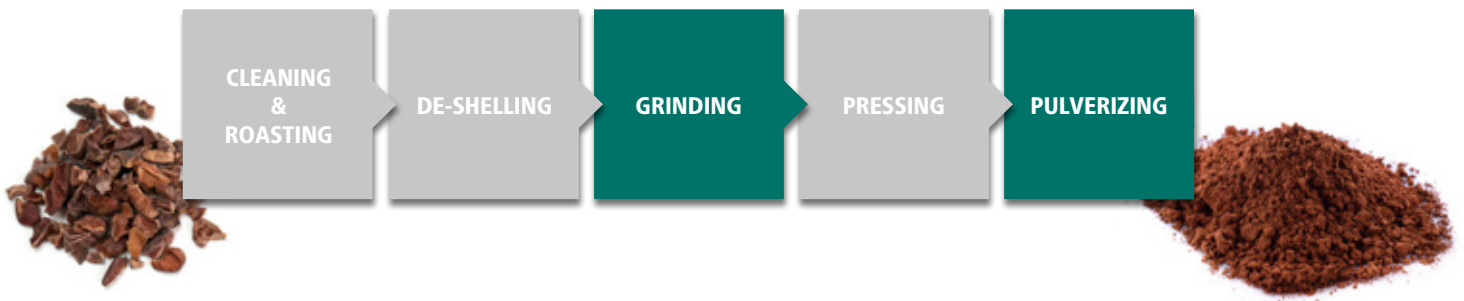 CLEANING
&
ROASTING
DE-SHELLING
GRINDING
PRESSING
PULVERIZING